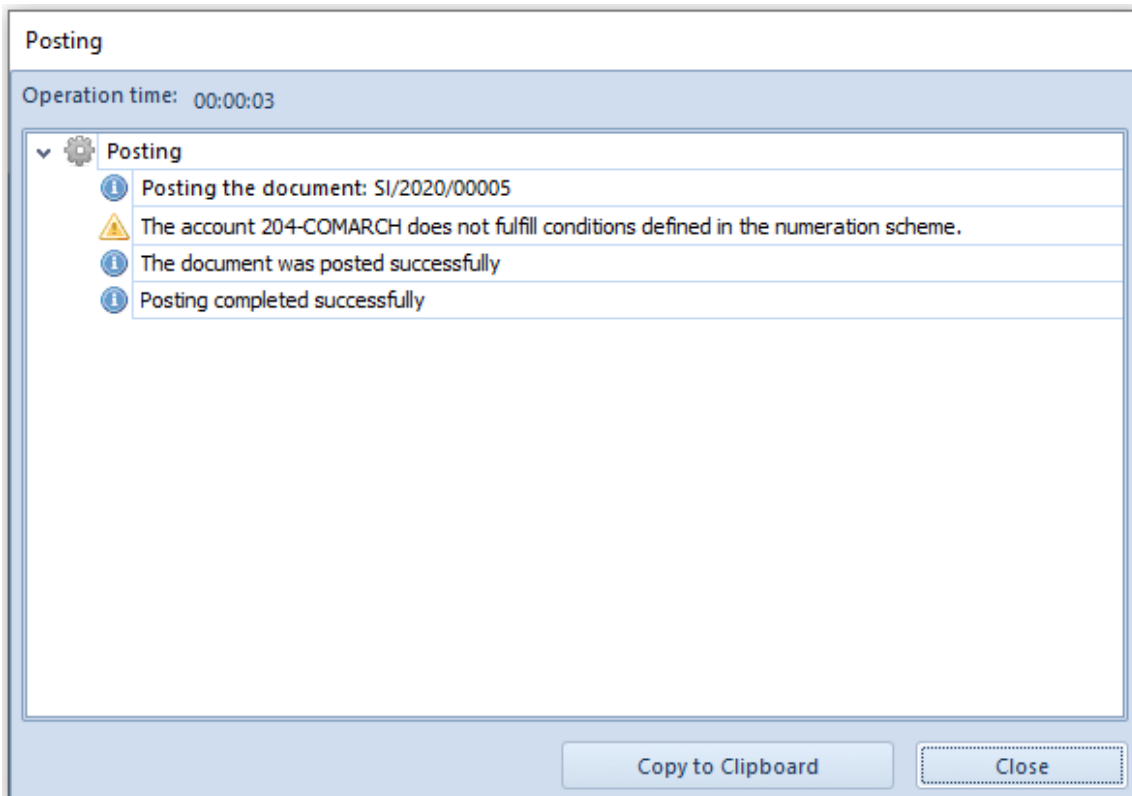 Posting
Operation time: 00:00:03
Posting
Posting the document: SI/2020/00005
The account 204-COMARCH does not fulfill conditions defined in the numeration scheme.
The document was posted successfully
Posting completed successfully
Copy to Clipboard Close